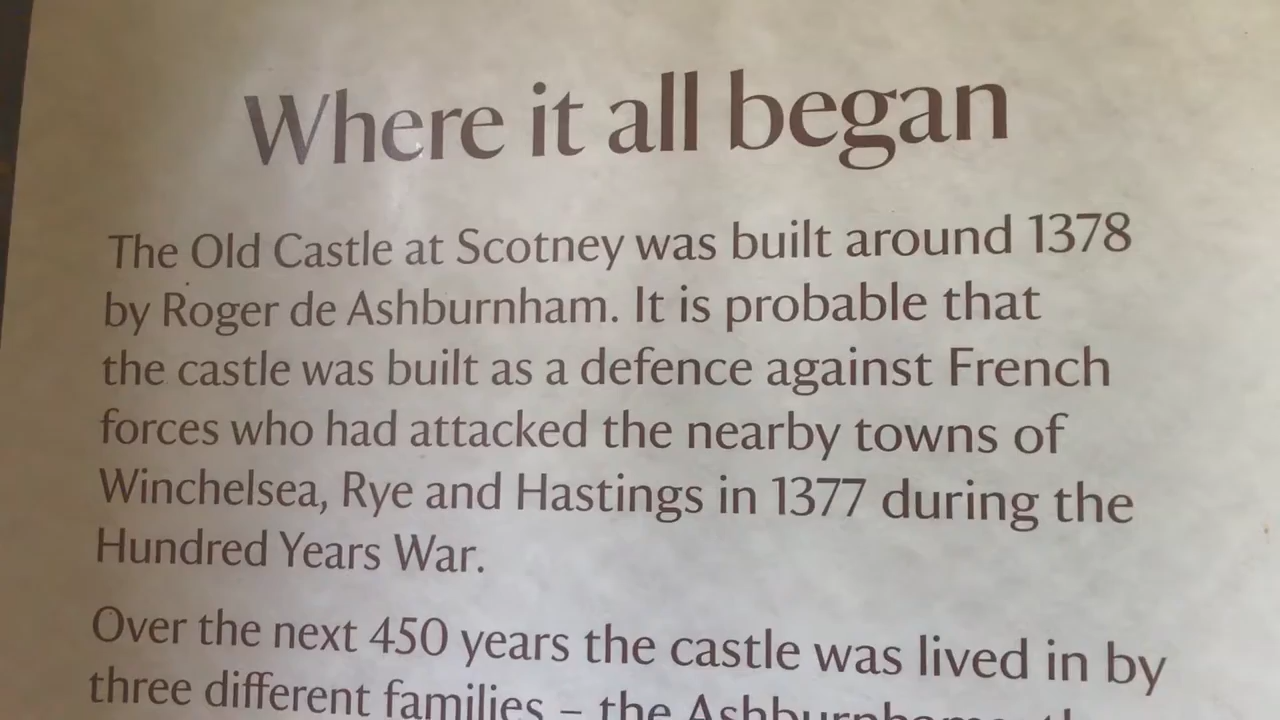 Where it all began
The Old Castle at Scotney was built around 1378
by Roger de Ashburnham. It is probable that
the castle was built as a defence against French
forces who had attacked the nearby towns of
Winchelsea, Rye and Hastings in 1377 during the
Hundred Years War.
Over the next 450 years the castle was lived in by
three different families – the